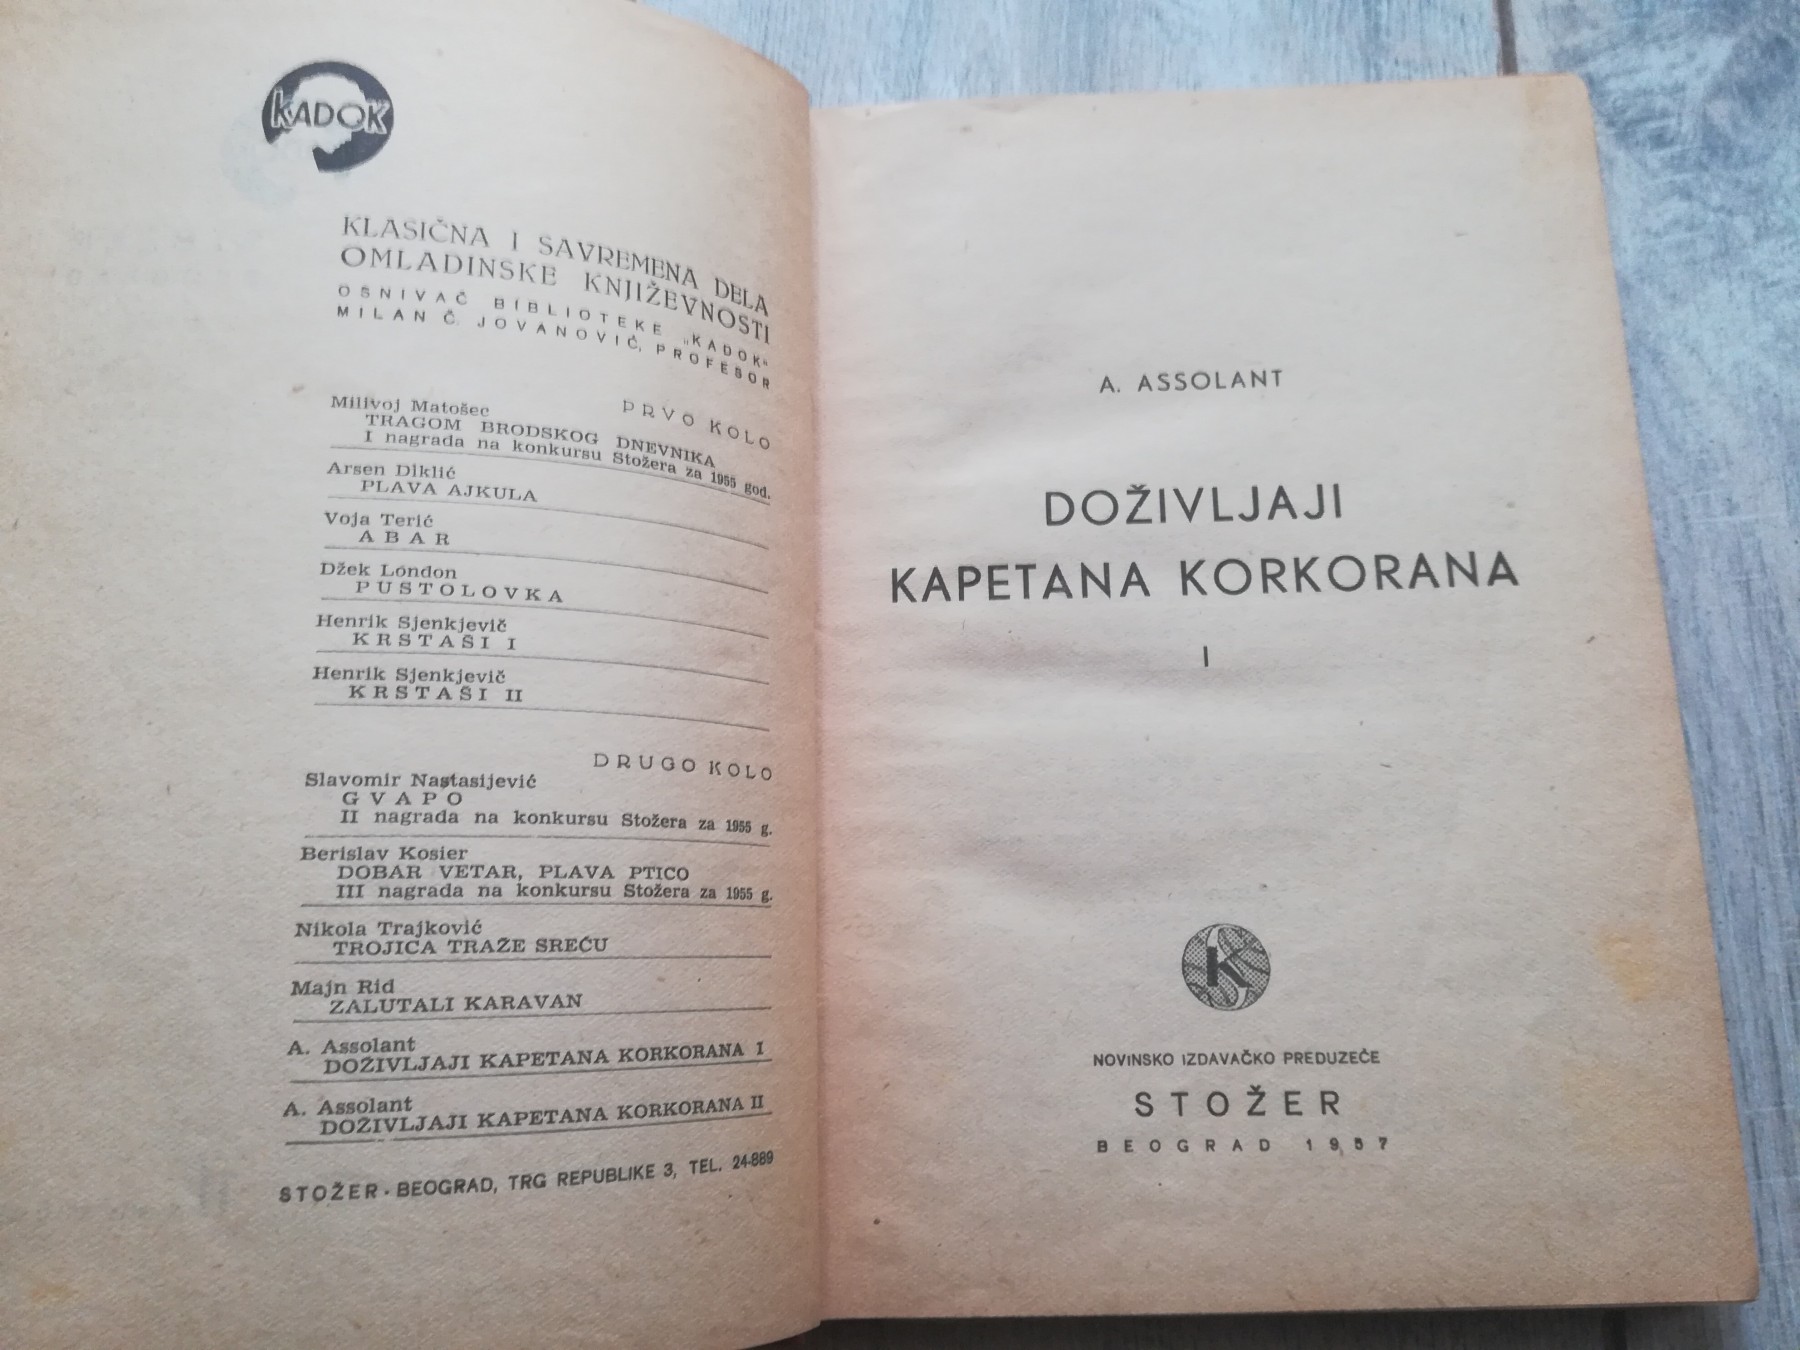 KADOK
KLASIČNA I SAVREMENA DELA
OMLADINSKE KNJIŽEVNOSTI
OSNIVAČ BIBLIOTEKE „KADOK“
MILAN Č. JOVANOVIĆ, PROFESOR
PRVO KOLO
Milivoj Matošec
TRAGOM BRODSKOG DNEVNIKA
I nagrada na konkursu Stožera za 1955 god.
Arsen Diklić
PLAVA AJKULA
Voja Terić
ABAR
Džek London
PUSTOLOVKA
Henrik Sjenkjevič
KRSTAŠI I
Henrik Sjenkjevič
KRSTAŠI II
DRUGO KOLO
Slavomir Nastasijević
GVAPO
II nagrada na konkursu Stožera za 1955 g.
Berislav Kosier
DOBAR VETAR, PLAVA PTICO
III nagrada na konkursu Stožera za 1955 g.
Nikola Trajković
TROJICA TRAŽE SREĆU
Majn Rid
ZALUTALI KARAVAN
A. Assolant
DOŽIVLJAJI KAPETANA KORKORANA I
A. Assolant
DOŽIVLJAJI KAPETANA KORKORANA II
STOŽER - BEOGRAD, TRG REPUBLIKE 3, TEL. 24-889
A. ASSOLANT
DOŽIVLJAJI
KAPETANA KORKORANA
I
K
NOVINSKO IZDAVAČKO PREDUZEĆE
STOŽER
BEOGRAD 1957